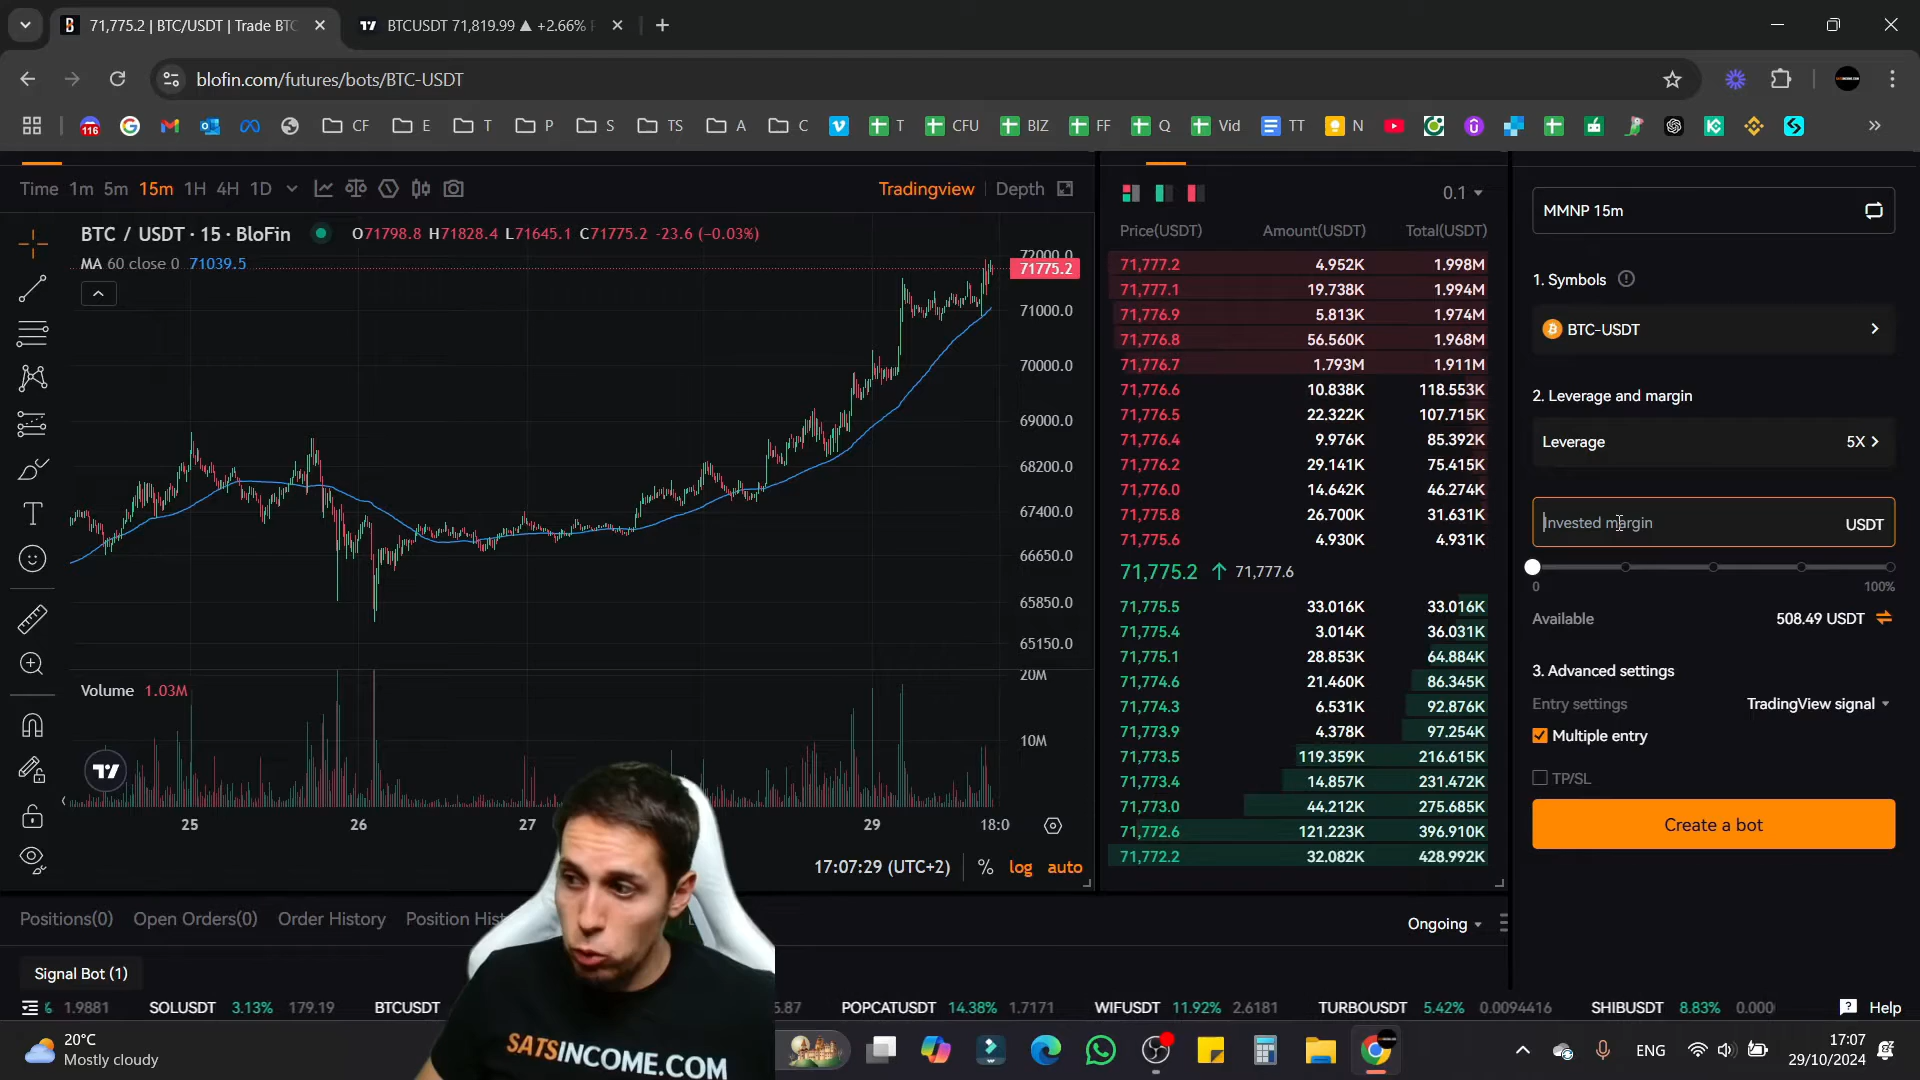 71,775.2 | BTC/USDT | Trade BTC
BTCUSDT 71,819.99 ▲ +2.66%
blofin.com/futures/bots/BTC-USDT
116
CF
E
T
P
S
TS
A
C
T
CFU
BIZ
FF
Q
Vid
TT
N
Time 1m 5m 15m 1H 4H 1D
Tradingview
Depth
BTC / USDT · 15 · BloFin
O71798.8 H71828.4 L71645.1 C71775.2 -23.6 (-0.03%)
MA 60 close 0 71039.5
72000.0
71775.2
71000.0
70000.0
69000.0
68200.0
67400.0
66650.0
65850.0
65150.0
Volume 1.03M
20M
10M
25
26
27
29
18:0
17:07:29 (UTC+2)
%
log
auto
0.1
Price(USDT) Amount(USDT) Total(USDT)
71,777.2 4.952K 1.998M
71,777.1 19.738K 1.994M
71,776.9 5.813K 1.974M
71,776.8 56.560K 1.968M
71,776.7 1.793M 1.911M
71,776.6 10.838K 118.553K
71,776.5 22.322K 107.715K
71,776.4 9.976K 85.392K
71,776.2 29.141K 75.415K
71,776.0 14.642K 46.274K
71,775.8 26.700K 31.631K
71,775.6 4.930K 4.931K
71,775.2 ↑ 71,777.6
71,775.5 33.016K 33.016K
71,775.4 3.014K 36.031K
71,775.1 28.853K 64.884K
71,774.6 21.460K 86.345K
71,774.3 6.531K 92.876K
71,773.9 4.378K 97.254K
71,773.5 119.359K 216.615K
71,773.4 14.857K 231.472K
71,773.0 44.212K 275.685K
71,772.6 121.223K 396.910K
71,772.2 32.082K 428.992K
MMNP 15m
1. Symbols
BTC-USDT
2. Leverage and margin
Leverage 5X
Invested margin USDT
0 100%
Available 508.49 USDT
3. Advanced settings
Entry settings TradingView signal
Multiple entry
TP/SL
Create a bot
Positions(0) Open Orders(0) Order History Position Hist
Ongoing
Signal Bot (1)
% 1.9881 SOLUSDT 3.13% 179.19 BTCUSDT
5.87 POPCATUSDT 14.38% 1.7171 WIFUSDT 11.92% 2.6181 TURBOUSDT 5.42% 0.0094416 SHIBUSDT 8.83% 0.000
Help
SATSINCOME.COM
20°C
Mostly cloudy
ENG
17:07
29/10/2024